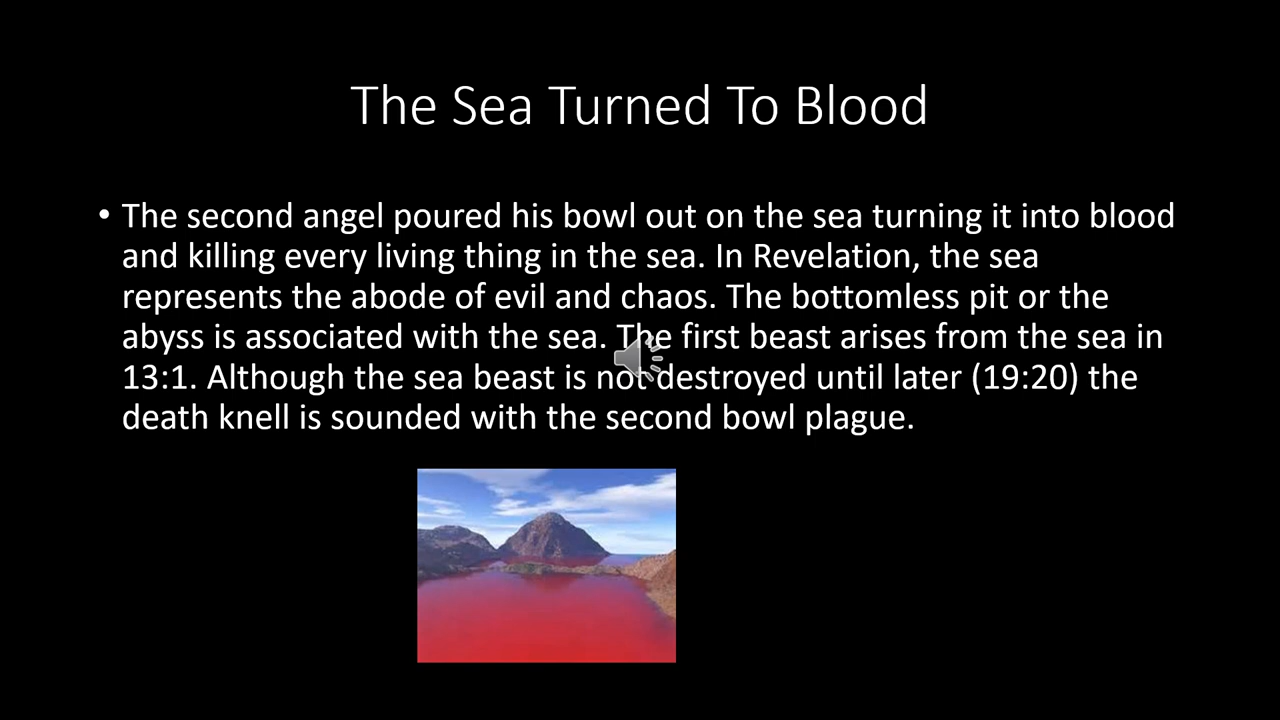 The Sea Turned To Blood
• The second angel poured his bowl out on the sea turning it into blood
and killing every living thing in the sea. In Revelation, the sea
represents the abode of evil and chaos. The bottomless pit or the
abyss is associated with the sea. The first beast arises from the sea in
13:1. Although the sea beast is not destroyed until later (19:20) the
death knell is sounded with the second bowl plague.